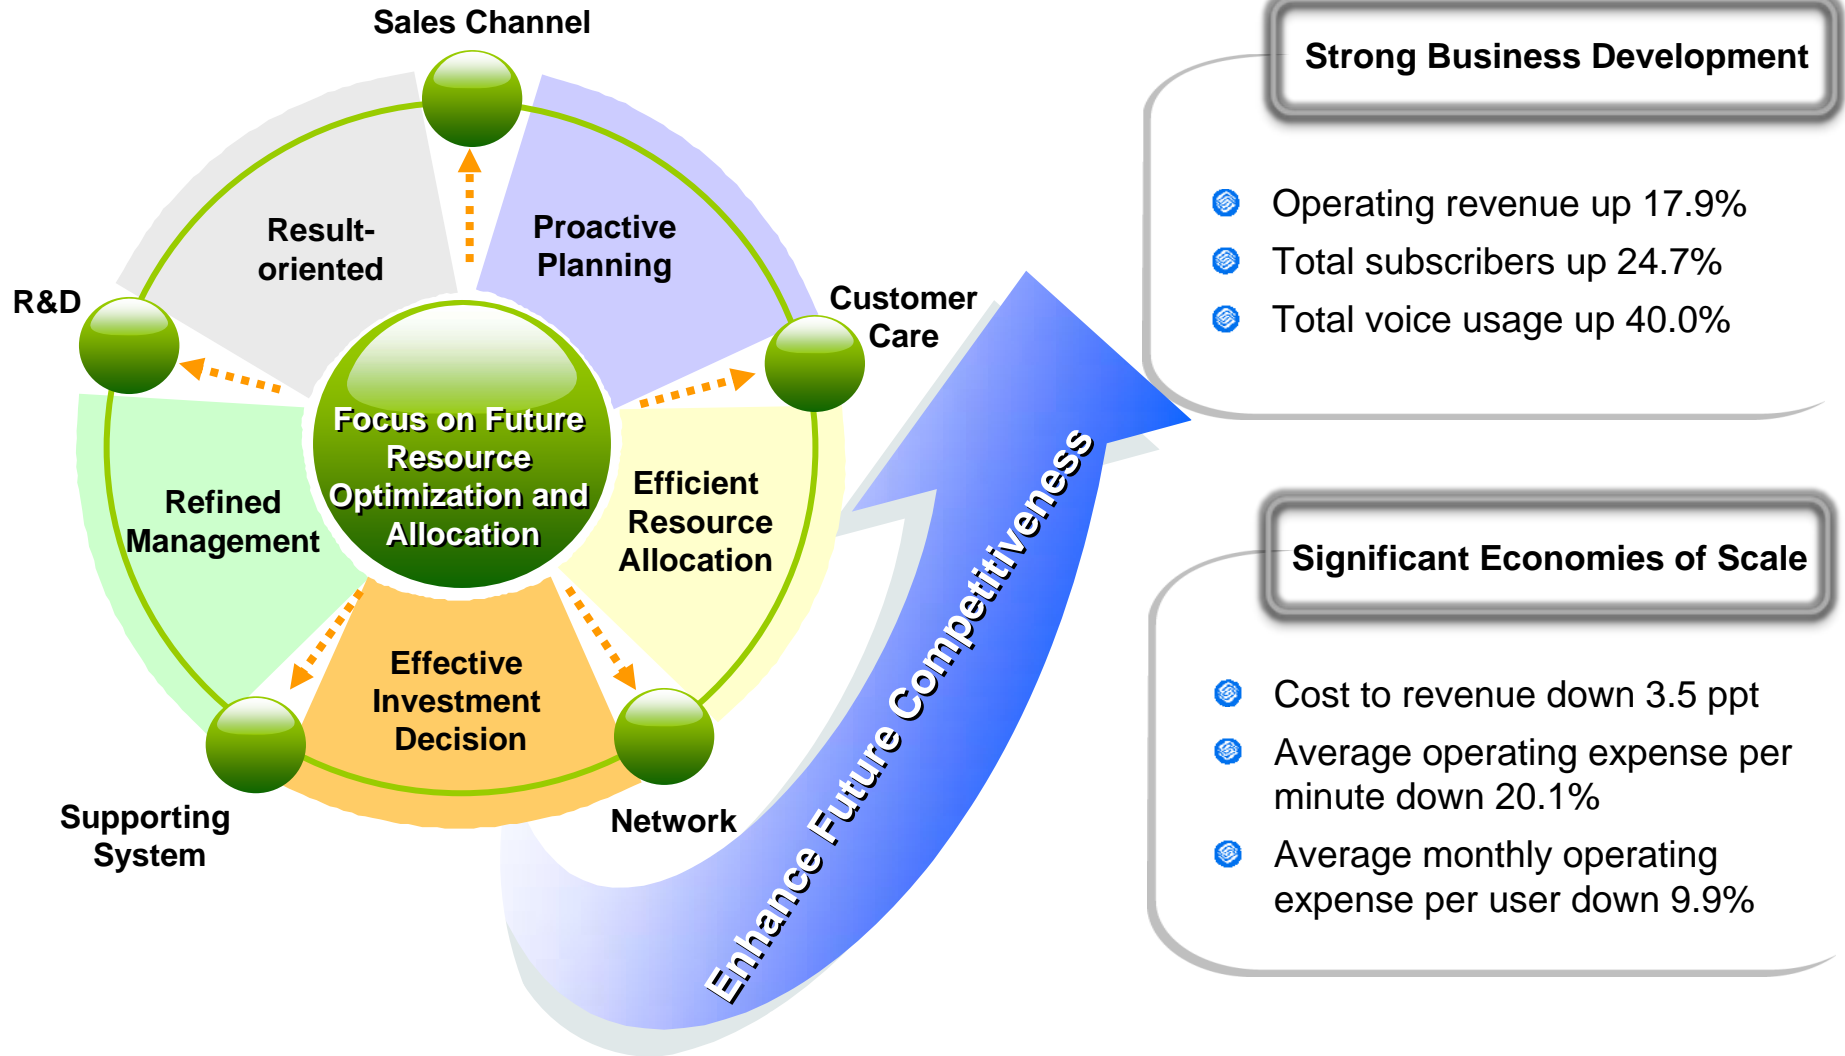 Sales Channel
Result-
oriented
Proactive
Planning
R&D
Customer
Care
Focus on Future
Resource
Optimization and
Allocation
Refined
Management
Efficient
Resource
Allocation
Effective
Investment
Decision
Supporting
System
Network
Enhance Future Competitiveness
Strong Business Development
Operating revenue up 17.9%
Total subscribers up 24.7%
Total voice usage up 40.0%
Significant Economies of Scale
Cost to revenue down 3.5 ppt
Average operating expense per
minute down 20.1%
Average monthly operating
expense per user down 9.9%